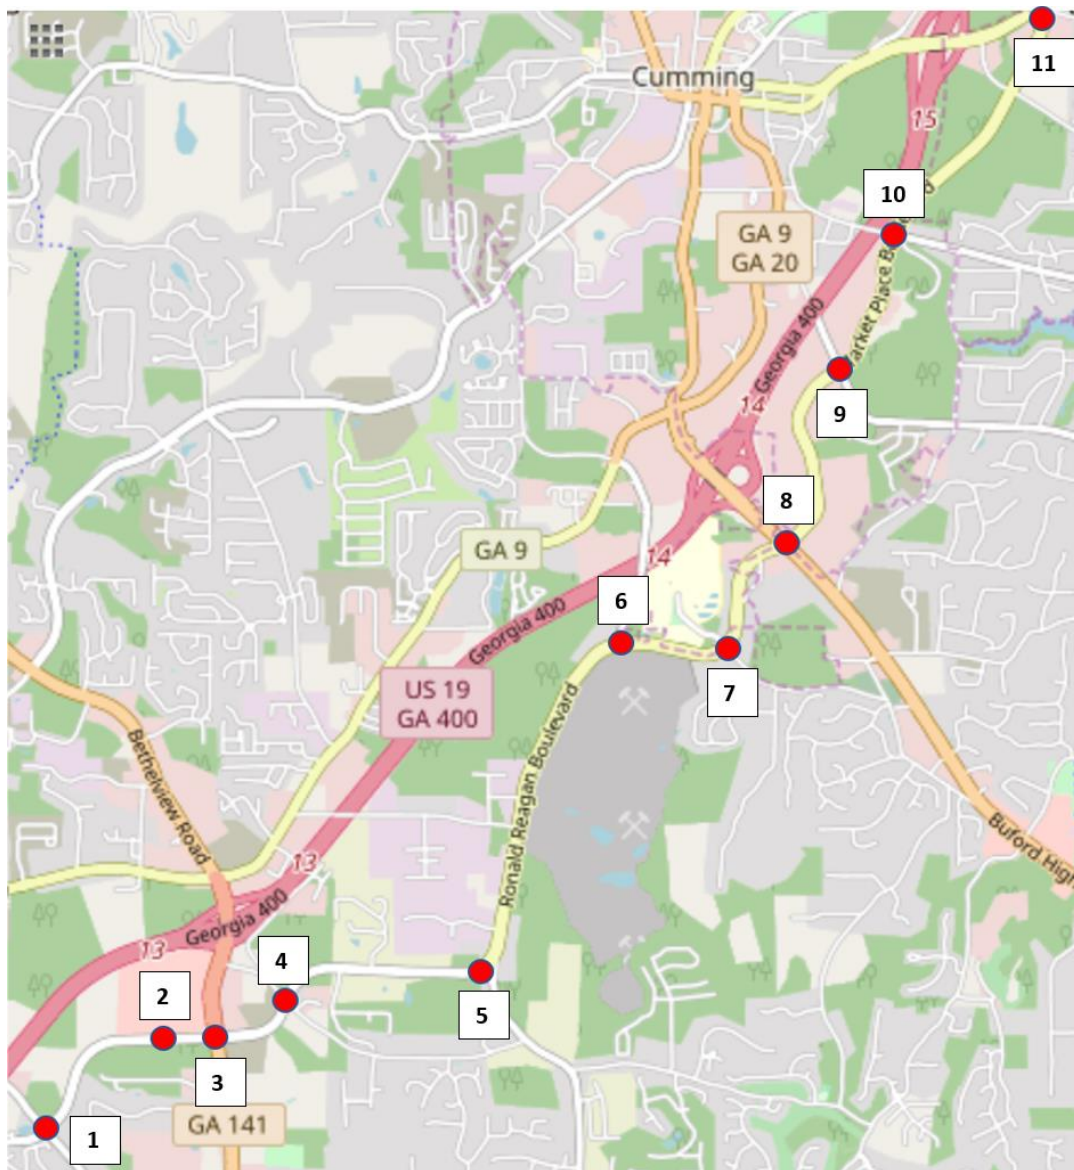 Cumming
11
15
10
GA 9
GA 20
Georgia 400
Market Place B
14
9
8
GA 9
14
6
Georgia 400
7
US 19
GA 400
Ronald Reagan Boulevard
Bethelview Road
Buford High
13
Georgia 400
13
4
2
5
3
GA 141
1